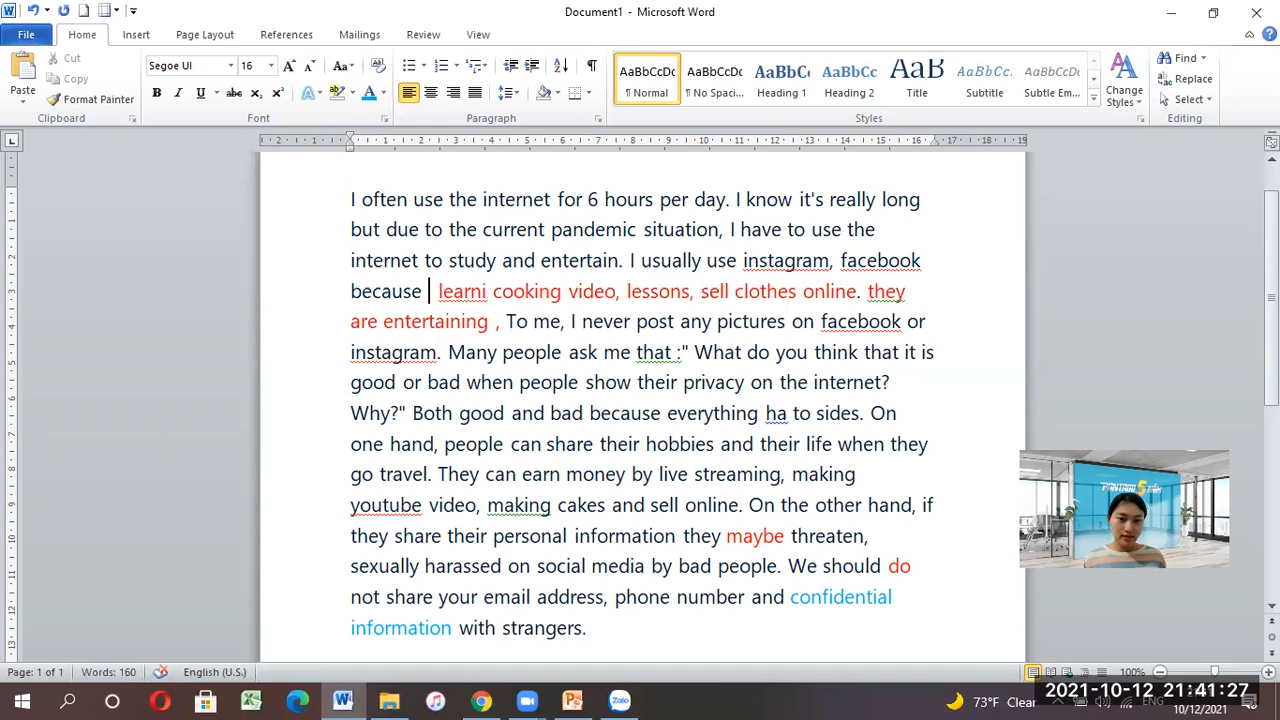 Document1 - Microsoft Word
File Home Insert Page Layout References Mailings Review View
Paste Cut Copy Format Painter
Segoe UI 16
AaBbCcDc AaBbCcDc AaBbCc AaBbCc AaB AaBbCcDc AaBbCcDc
¶ Normal ¶ No Spaci... Heading 1 Heading 2 Title Subtitle Subtle Em...
Change Styles
Find Replace Select
Clipboard Font Paragraph Styles Editing
I often use the internet for 6 hours per day. I know it's really long
but due to the current pandemic situation, I have to use the
internet to study and entertain. I usually use instagram, facebook
because learni cooking video, lessons, sell clothes online. they
are entertaining , To me, I never post any pictures on facebook or
instagram. Many people ask me that :" What do you think that it is
good or bad when people show their privacy on the internet?
Why?" Both good and bad because everything ha to sides. On
one hand, people can share their hobbies and their life when they
go travel. They can earn money by live streaming, making
youtube video, making cakes and sell online. On the other hand, if
they share their personal information they maybe threaten,
sexually harassed on social media by bad people. We should do
not share your email address, phone number and confidential
information with strangers.
Page: 1 of 1 Words: 160 English (U.S.) 100%
73°F Clear ENG
2021-10-12 21:41:27
10/12/2021
Zalo